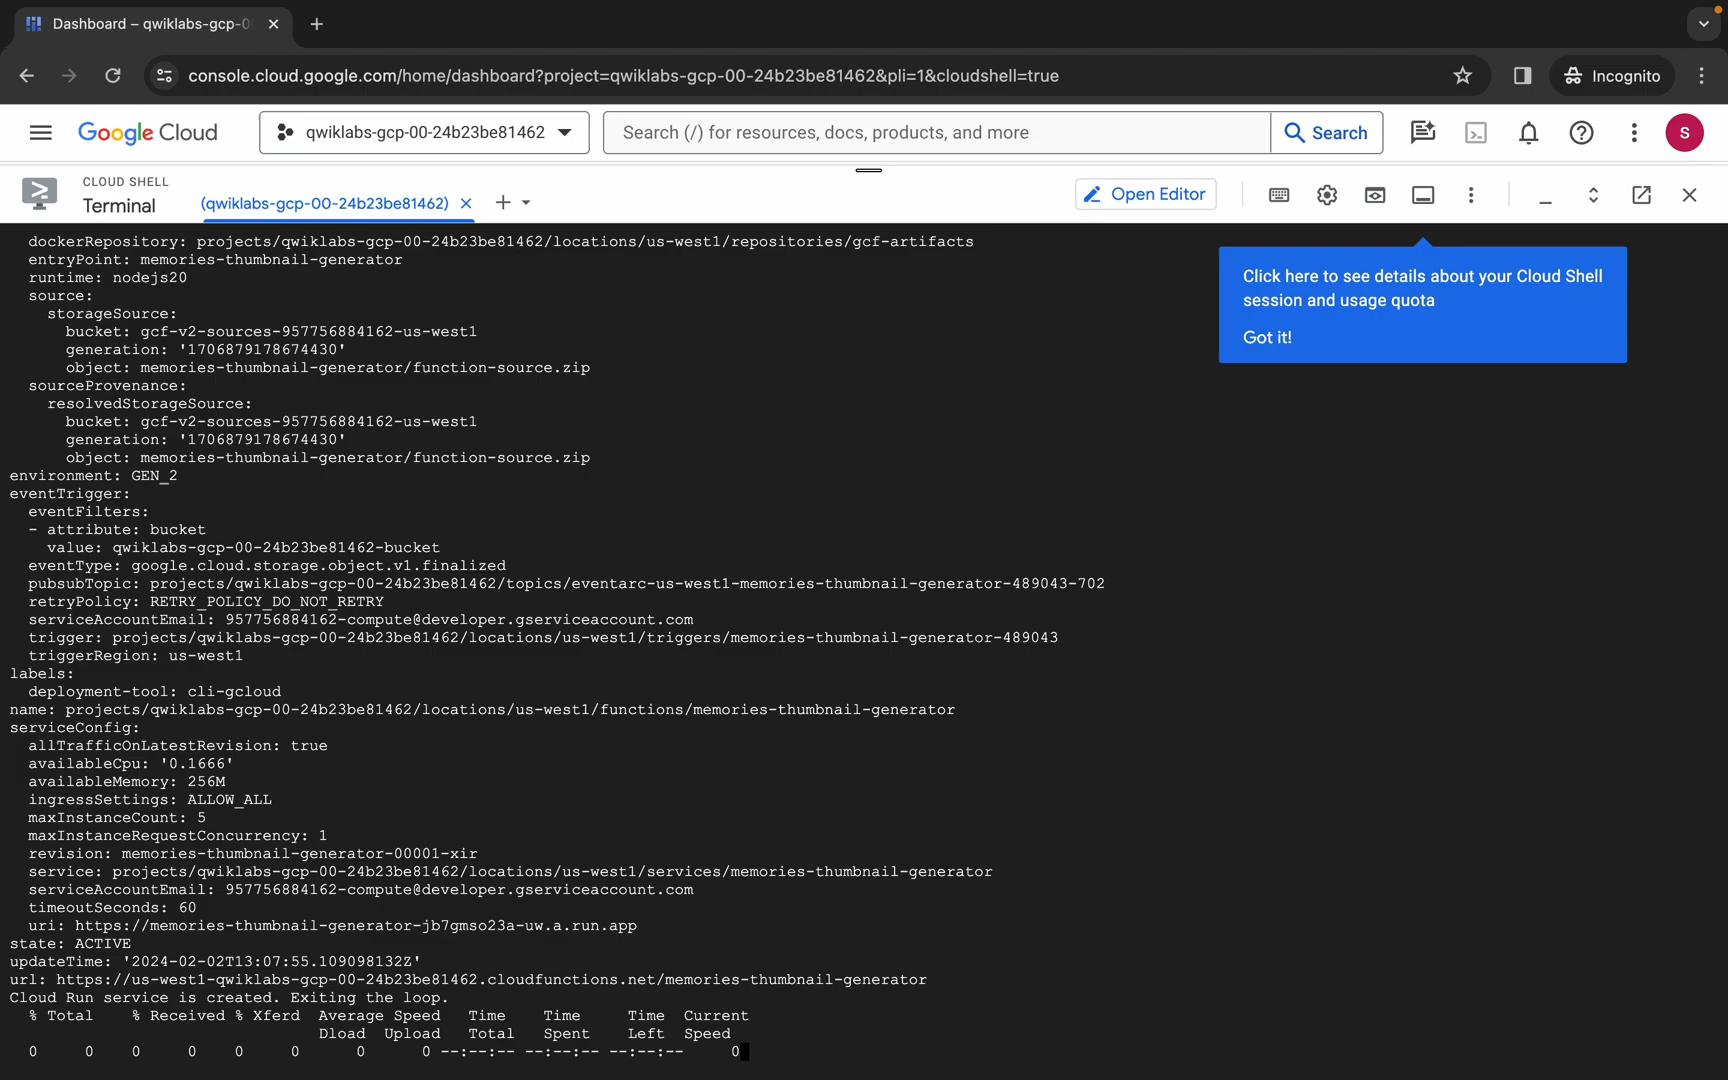 Dashboard – qwiklabs-gcp-0
console.cloud.google.com/home/dashboard?project=qwiklabs-gcp-00-24b23be81462&pli=1&cloudshell=true
Incognito
Google Cloud
qwiklabs-gcp-00-24b23be81462
Search (/) for resources, docs, products, and more
Search
S
CLOUD SHELL
Terminal
(qwiklabs-gcp-00-24b23be81462)
Open Editor
Click here to see details about your Cloud Shell
session and usage quota
Got it!
dockerRepository: projects/qwiklabs-gcp-00-24b23be81462/locations/us-west1/repositories/gcf-artifacts
entryPoint: memories-thumbnail-generator
runtime: nodejs20
source:
storageSource:
bucket: gcf-v2-sources-957756884162-us-west1
generation: '1706879178674430'
object: memories-thumbnail-generator/function-source.zip
sourceProvenance:
resolvedStorageSource:
bucket: gcf-v2-sources-957756884162-us-west1
generation: '1706879178674430'
object: memories-thumbnail-generator/function-source.zip
environment: GEN_2
eventTrigger:
eventFilters:
- attribute: bucket
value: qwiklabs-gcp-00-24b23be81462-bucket
eventType: google.cloud.storage.object.v1.finalized
pubsubTopic: projects/qwiklabs-gcp-00-24b23be81462/topics/eventarc-us-west1-memories-thumbnail-generator-489043-702
retryPolicy: RETRY_POLICY_DO_NOT_RETRY
serviceAccountEmail: 957756884162-compute@developer.gserviceaccount.com
trigger: projects/qwiklabs-gcp-00-24b23be81462/locations/us-west1/triggers/memories-thumbnail-generator-489043
triggerRegion: us-west1
labels:
deployment-tool: cli-gcloud
name: projects/qwiklabs-gcp-00-24b23be81462/locations/us-west1/functions/memories-thumbnail-generator
serviceConfig:
allTrafficOnLatestRevision: true
availableCpu: '0.1666'
availableMemory: 256M
ingressSettings: ALLOW_ALL
maxInstanceCount: 5
maxInstanceRequestConcurrency: 1
revision: memories-thumbnail-generator-00001-xir
service: projects/qwiklabs-gcp-00-24b23be81462/locations/us-west1/services/memories-thumbnail-generator
serviceAccountEmail: 957756884162-compute@developer.gserviceaccount.com
timeoutSeconds: 60
uri: https://memories-thumbnail-generator-jb7gmso23a-uw.a.run.app
state: ACTIVE
updateTime: '2024-02-02T13:07:55.109098132Z'
url: https://us-west1-qwiklabs-gcp-00-24b23be81462.cloudfunctions.net/memories-thumbnail-generator
Cloud Run service is created. Exiting the loop.
% Total % Received % Xferd Average Speed Time Time Time Current
Dload Upload Total Spent Left Speed
0 0 0 0 0 0 0 0 --:--:-- --:--:-- --:--:-- 0